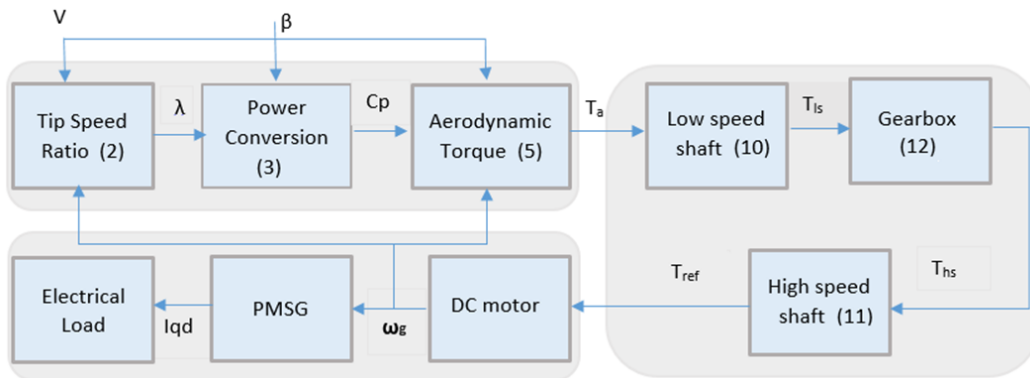 V
β
Tip Speed
Ratio (2)
λ
Power
Conversion
(3)
Cp
Aerodynamic
Torque (5)
Tₐ
Low speed
shaft (10)
Tₗₛ
Gearbox
(12)
Electrical
Load
Iqd
PMSG
ωg
DC motor
Tref
High speed
shaft (11)
Ths